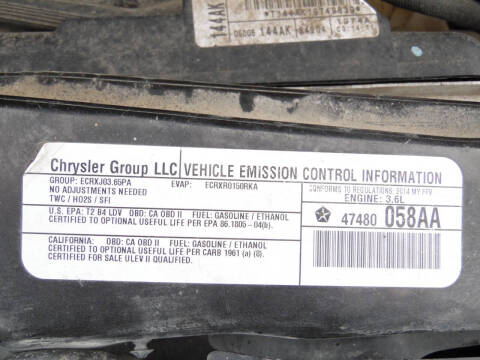 144AK
05006 144AK 64904
Chrysler Group LLC VEHICLE EMISSION CONTROL INFORMATION
GROUP: ECRXJ03.65PA EVAP: ECRXR0150RKA CONFORMS TO REGULATIONS: 2014 MY FFV
NO ADJUSTMENTS NEEDED ENGINE: 3.6L
TWC / HO2S / SFI
47480 058AA
U.S. EPA: T2 B4 LDV OBD: CA OBD II FUEL: GASOLINE / ETHANOL
CERTIFIED TO OPTIONAL USEFUL LIFE PER EPA 86.1805-04(b).
CALIFORNIA: OBD: CA OBD II FUEL: GASOLINE / ETHANOL
CERTIFIED TO OPTIONAL USEFUL LIFE PER CARB 1961 (a) (8).
CERTIFIED FOR SALE ULEV II QUALIFIED.